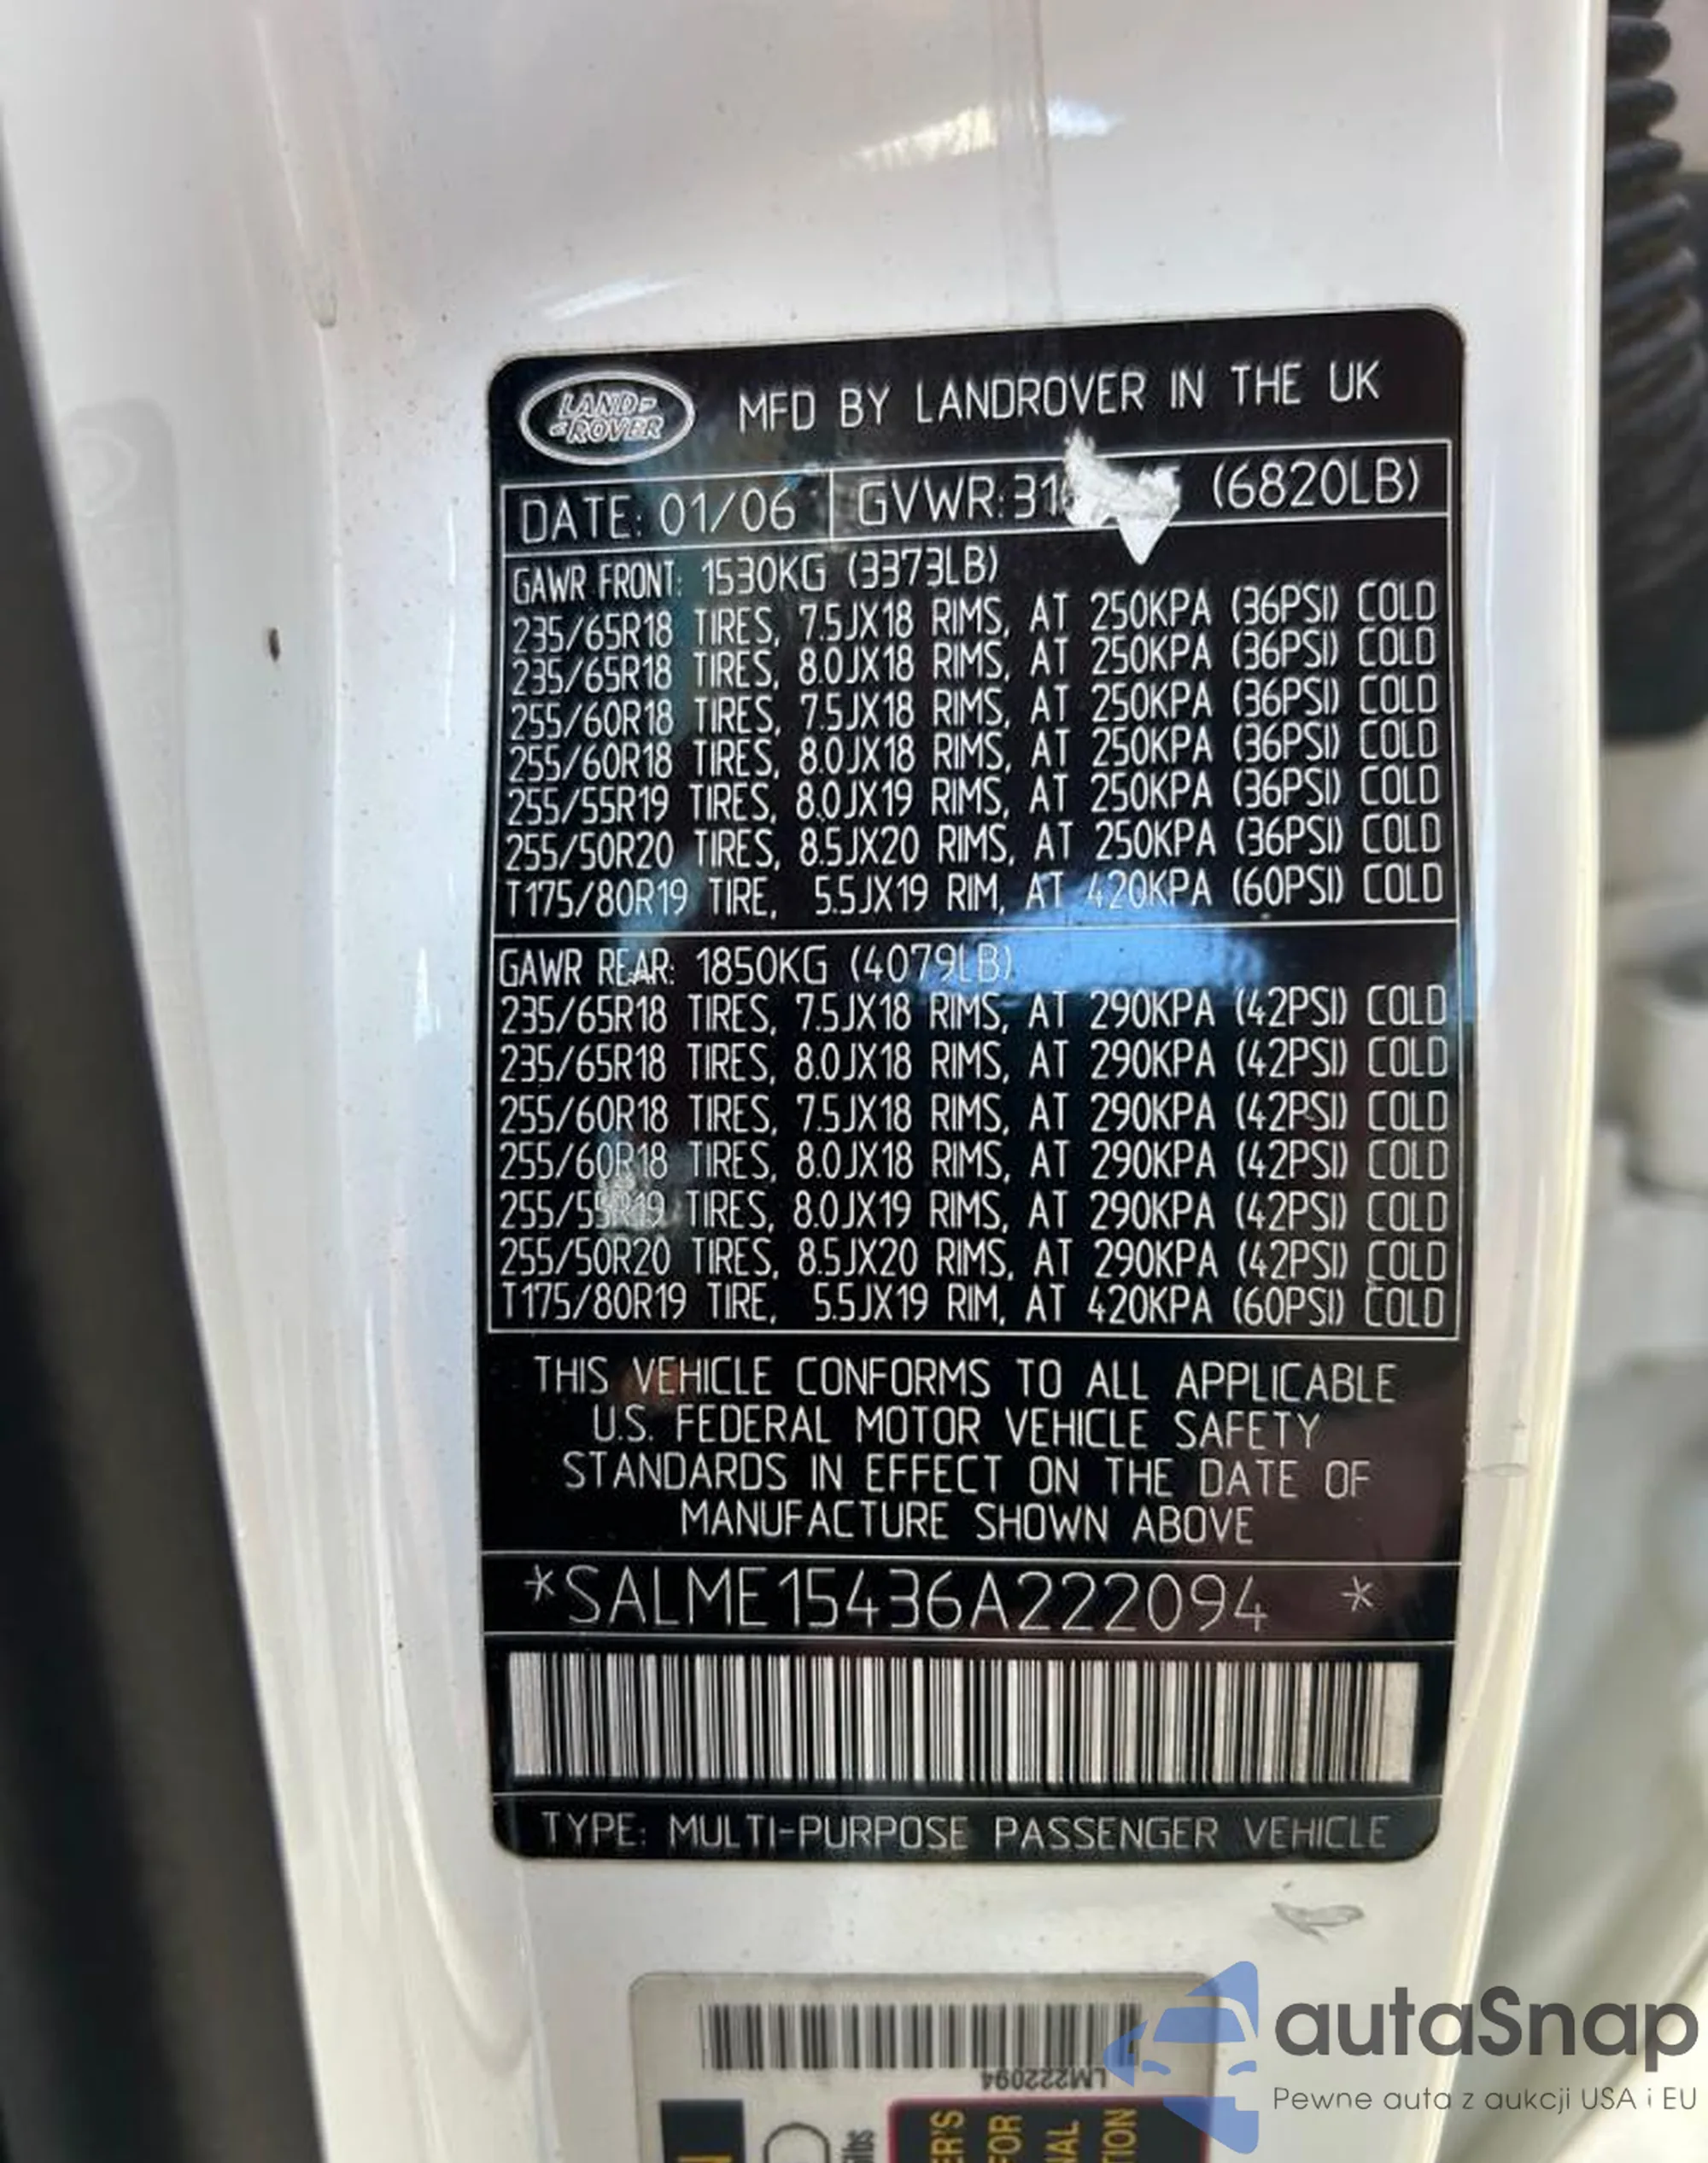 LAND-
ROVER
MFD BY LANDROVER IN THE UK
DATE: 01/06 GVWR: (6820LB)
GAWR FRONT: 1530KG (3373LB)
235/65R18 TIRES, 7.5JX18 RIMS, AT 250KPA (36PSI) COLD
235/65R18 TIRES, 8.0JX18 RIMS, AT 250KPA (36PSI) COLD
255/60R18 TIRES, 7.5JX18 RIMS, AT 250KPA (36PSI) COLD
255/60R18 TIRES, 8.0JX18 RIMS, AT 250KPA (36PSI) COLD
255/55R19 TIRES, 8.0JX19 RIMS, AT 250KPA (36PSI) COLD
255/50R20 TIRES, 8.5JX20 RIMS, AT 250KPA (36PSI) COLD
T175/80R19 TIRE, 5.5JX19 RIM, AT 420KPA (60PSI) COLD
GAWR REAR: 1850KG (4079LB)
235/65R18 TIRES, 7.5JX18 RIMS, AT 290KPA (42PSI) COLD
235/65R18 TIRES, 8.0JX18 RIMS, AT 290KPA (42PSI) COLD
255/60R18 TIRES, 7.5JX18 RIMS, AT 290KPA (42PSI) COLD
255/60R18 TIRES, 8.0JX18 RIMS, AT 290KPA (42PSI) COLD
255/55R19 TIRES, 8.0JX19 RIMS, AT 290KPA (42PSI) COLD
255/50R20 TIRES, 8.5JX20 RIMS, AT 290KPA (42PSI) COLD
T175/80R19 TIRE, 5.5JX19 RIM, AT 420KPA (60PSI) COLD
THIS VEHICLE CONFORMS TO ALL APPLICABLE
U.S. FEDERAL MOTOR VEHICLE SAFETY
STANDARDS IN EFFECT ON THE DATE OF
MANUFACTURE SHOWN ABOVE
*SALME15436A222094 *
TYPE: MULTI-PURPOSE PASSENGER VEHICLE
LM222094
ER'S
FOR
NAL
TION
autaSnap
Pewne auta z aukcji USA i EU